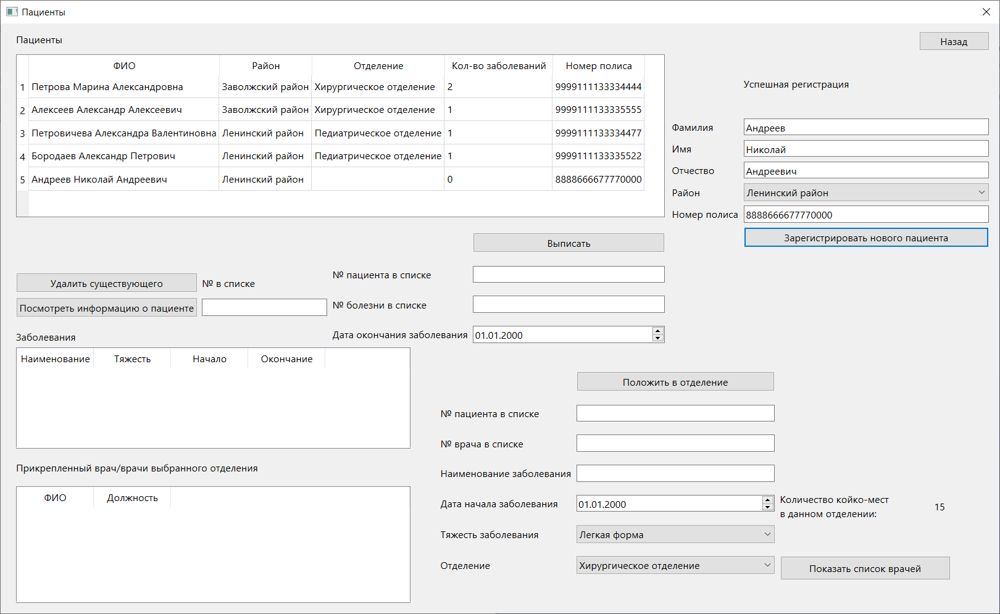 Пациенты
Пациенты
Назад
ФИО Район Отделение Кол-во заболеваний Номер полиса
1 Петрова Марина Александровна Заволжский район Хирургическое отделение 2 9999111133334444
2 Алексеев Александр Алексеевич Заволжский район Хирургическое отделение 1 9999111133335555
3 Петровичева Александра Валентиновна Ленинский район Педиатрическое отделение 1 9999111133334477
4 Бородаев Александр Петрович Ленинский район Педиатрическое отделение 1 9999111133335522
5 Андреев Николай Андреевич Ленинский район 0 8888666677770000
Успешная регистрация
Фамилия Андреев
Имя Николай
Отчество Андреевич
Район Ленинский район
Номер полиса 8888666677770000
Зарегистрировать нового пациента
Выписать
№ пациента в списке
№ болезни в списке
Дата окончания заболевания 01.01.2000
Удалить существующего № в списке
Посмотреть информацию о пациенте
Заболевания
Наименование Тяжесть Начало Окончание
Прикрепленный врач/врачи выбранного отделения
ФИО Должность
Положить в отделение
№ пациента в списке
№ врача в списке
Наименование заболевания
Дата начала заболевания 01.01.2000
Количество койко-мест
в данном отделении: 15
Тяжесть заболевания Легкая форма
Отделение Хирургическое отделение
Показать список врачей